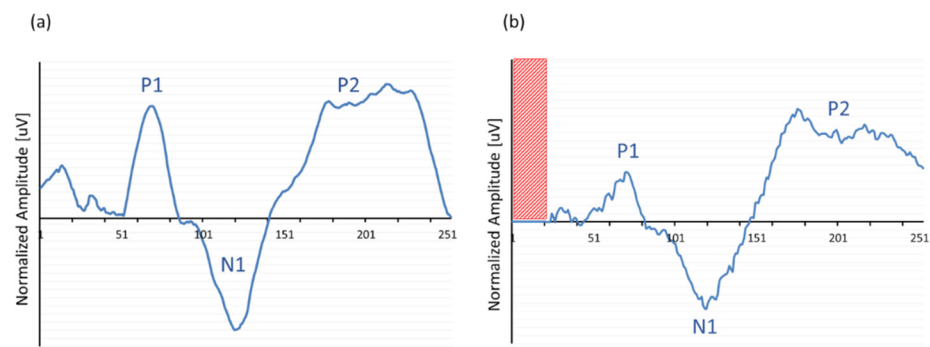 (a)
P1
P2
N1
Normalized Amplitude [uV]
1 51 101 151 201 251
(b)
P1
P2
N1
Normalized Amplitude [uV]
1 51 101 151 201 251